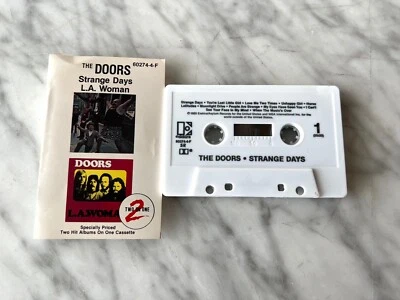 THE DOORS 60274-4-F
Strange Days
L.A. Woman
DOORS
L.A.WOMAN
2
TWO ON ONE
Specially Priced
Two Hit Albums On One Cassette
Strange Days • You're Lost Little Girl • Love Me Two Times • Unhappy Girl • Horse
Latitudes • Moonlight Drive • People Are Strange • My Eyes Have Seen You • I Can't
See Your Face In My Mind • When The Music's Over
60274-4-F
1
THE DOORS • STRANGE DAYS